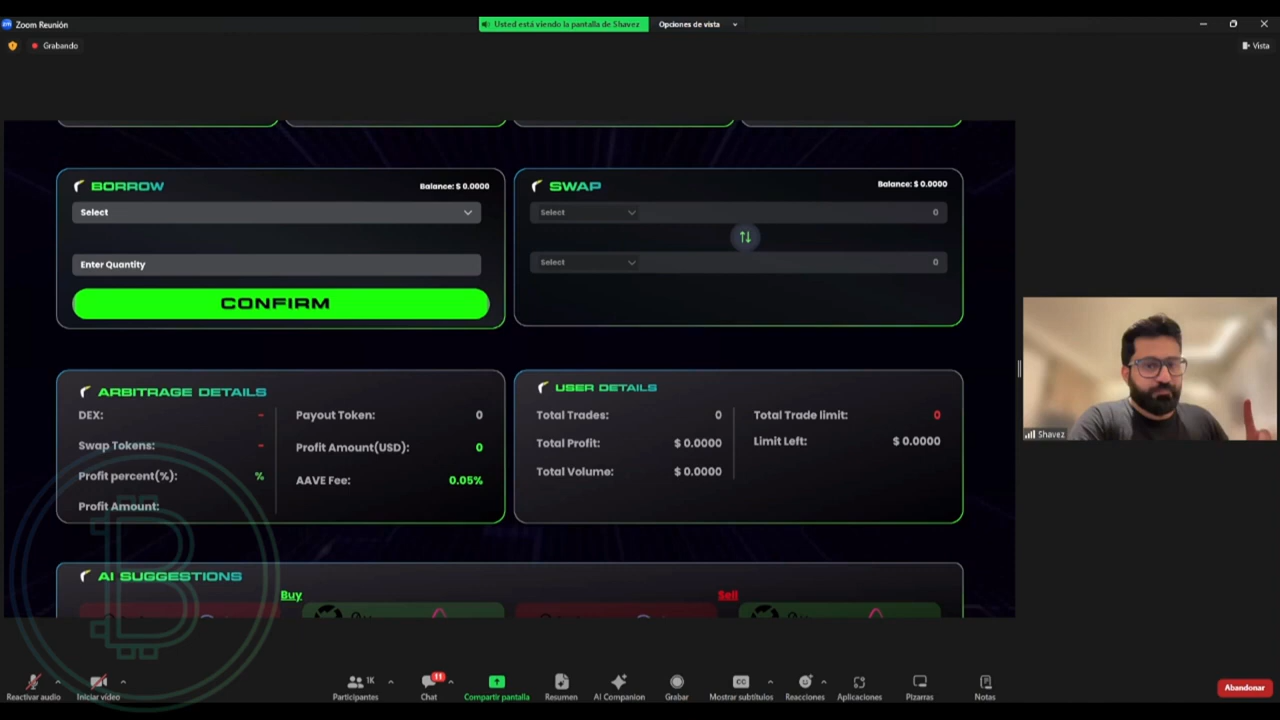 Zoom Reunión
Usted está viendo la pantalla de Shavez
Opciones de vista
Grabando
Vista
BORROW
Balance: $ 0.0000
Select
Enter Quantity
CONFIRM
SWAP
Balance: $ 0.0000
Select
0
Select
0
ARBITRAGE DETAILS
DEX: -
Swap Tokens: -
Profit percent(%): %
Profit Amount:
Payout Token: 0
Profit Amount(USD): 0
AAVE Fee: 0.05%
USER DETAILS
Total Trades: 0
Total Profit: $ 0.0000
Total Volume: $ 0.0000
Total Trade limit: 0
Limit Left: $ 0.0000
AI SUGGESTIONS
Buy
Sell
Shavez
1K
11
CC
Reactivar audio
Iniciar video
Participantes
Chat
Compartir pantalla
Resumen
AI Companion
Grabar
Mostrar subtítulos
Reacciones
Aplicaciones
Pizarras
Notas
Abandonar